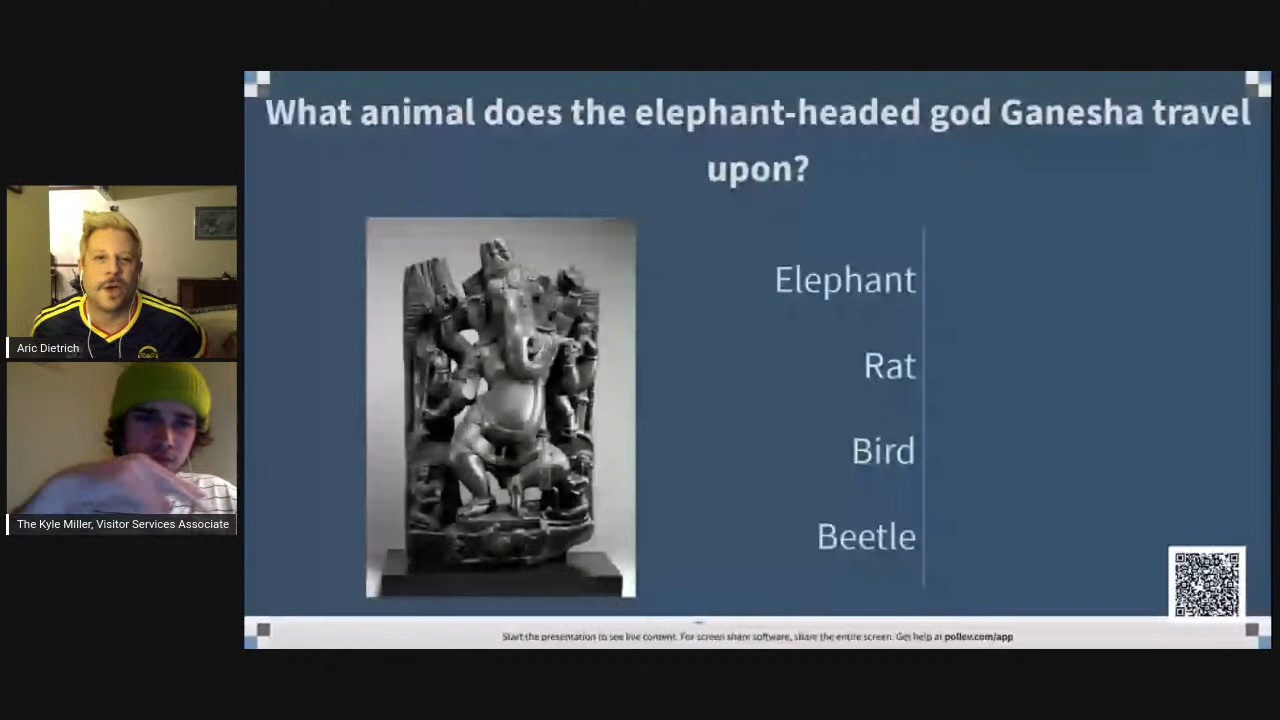 What animal does the elephant-headed god Ganesha travel
upon?
Elephant
Rat
Bird
Beetle
Aric Dietrich
The Kyle Miller, Visitor Services Associate
Start the presentation to see live content. For screen share software, share the entire screen. Get help at pollev.com/app